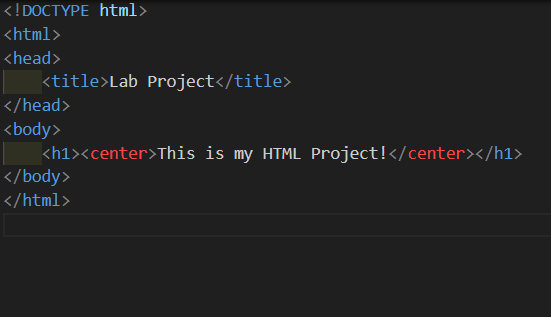 <!DOCTYPE html>
<html>
<head>
    <title>Lab Project</title>
</head>
<body>
    <h1><center>This is my HTML Project!</center></h1>
</body>
</html>